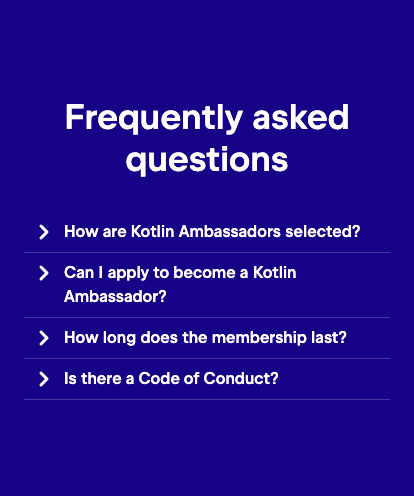 Frequently asked
questions
How are Kotlin Ambassadors selected?
Can I apply to become a Kotlin
Ambassador?
How long does the membership last?
Is there a Code of Conduct?